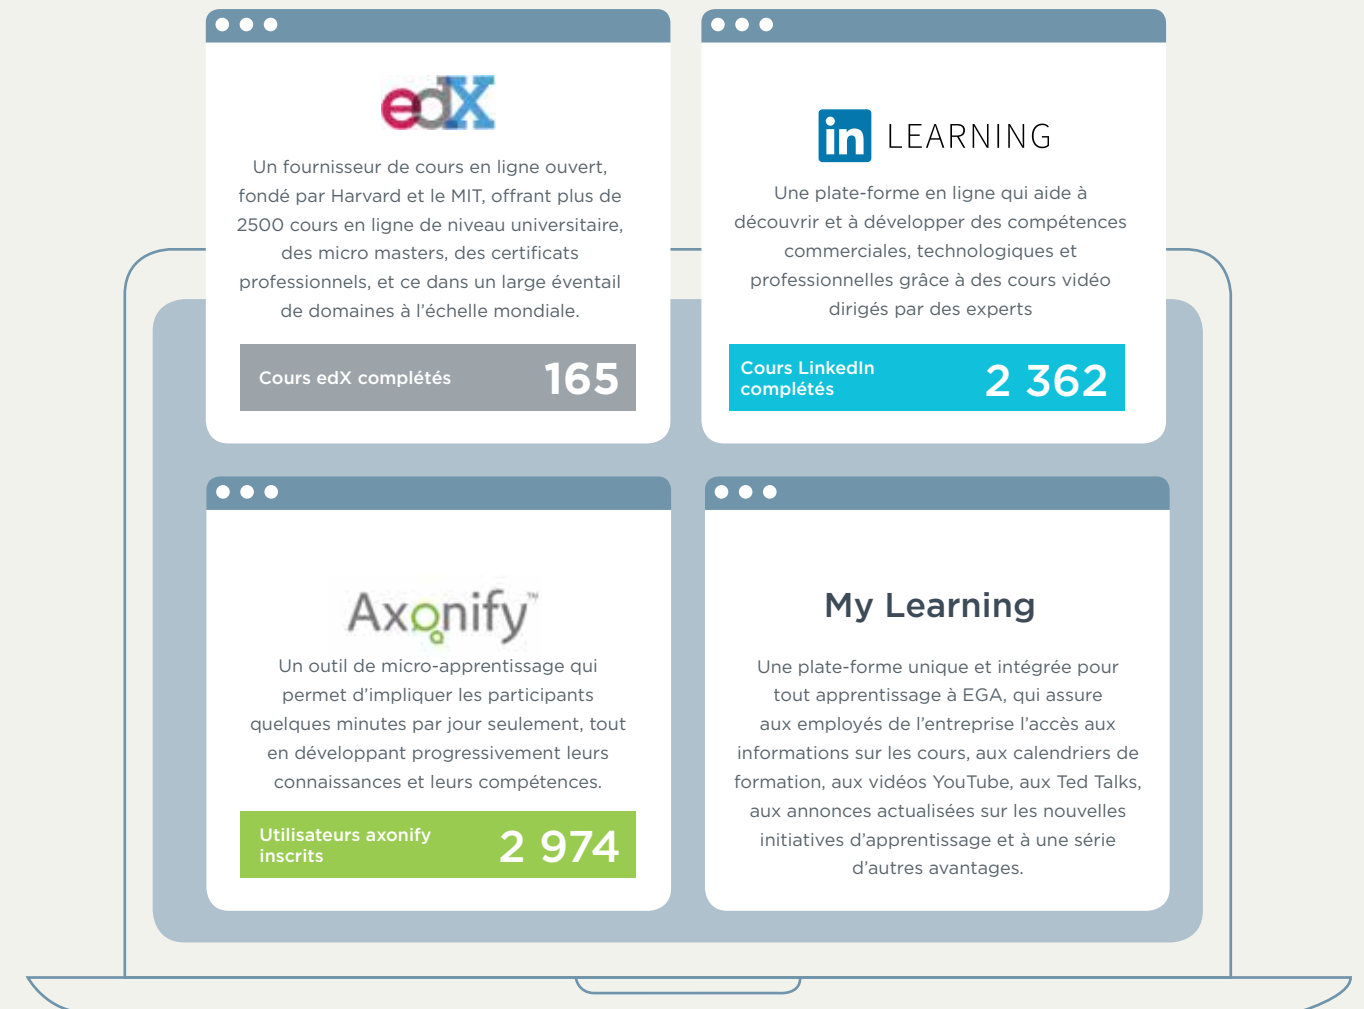 edX
Un fournisseur de cours en ligne ouvert,
fondé par Harvard et le MIT, offrant plus de
2500 cours en ligne de niveau universitaire,
des micro masters, des certificats
professionnels, et ce dans un large éventail
de domaines à l’échelle mondiale.
Cours edX complétés 165
in LEARNING
Une plate-forme en ligne qui aide à
découvrir et à développer des compétences
commerciales, technologiques et
professionnelles grâce à des cours vidéo
dirigés par des experts
Cours LinkedIn
complétés
2 362
Axonify™
Un outil de micro-apprentissage qui
permet d’impliquer les participants
quelques minutes par jour seulement, tout
en développant progressivement leurs
connaissances et leurs compétences.
Utilisateurs axonify
inscrits
2 974
My Learning
Une plate-forme unique et intégrée pour
tout apprentissage à EGA, qui assure
aux employés de l’entreprise l’accès aux
informations sur les cours, aux calendriers de
formation, aux vidéos YouTube, aux Ted Talks,
aux annonces actualisées sur les nouvelles
initiatives d’apprentissage et à une série
d’autres avantages.